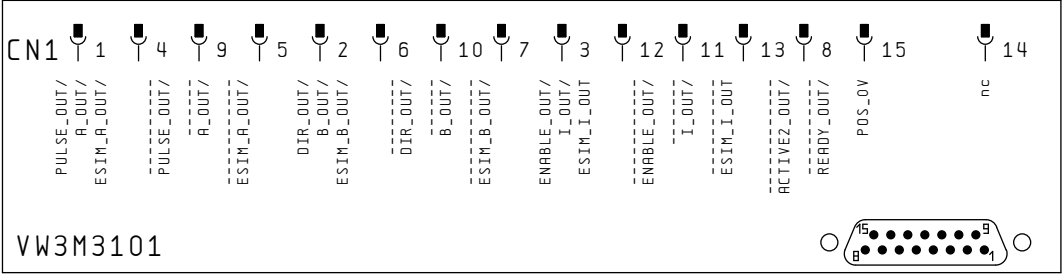 CN1 1 4 9 5 2 6 10 7 3 12 11 13 8 15 14
PULSE_OUT/
A_OUT/
ESIM_A_OUT/
PULSE_OUT/
A_OUT/
ESIM_A_OUT/
DIR_OUT/
B_OUT/
ESIM_B_OUT/
DIR_OUT/
B_OUT/
ESIM_B_OUT/
ENABLE_OUT/
I_OUT/
ESIM_I_OUT
ENABLE_OUT/
I_OUT/
ESIM_I_OUT
ACTIVE2_OUT/
READY_OUT/
POS_0V
nc
VW3M3101
15 9
8 1